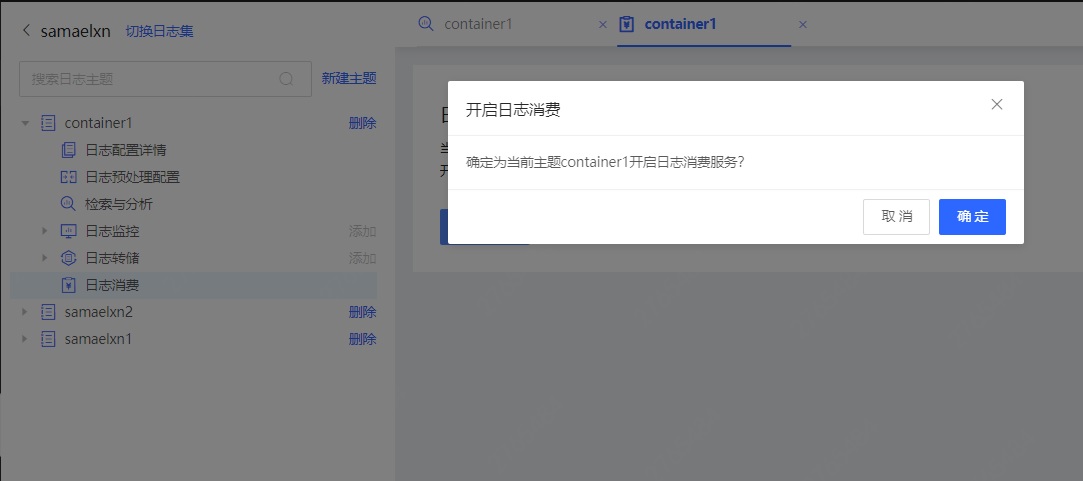 samaelxn 切换日志集
搜索日志主题 新建主题
container1 删除
日志配置详情
日志预处理配置
检索与分析
日志监控 添加
日志转储 添加
日志消费
samaelxn2 删除
samaelxn1 删除
container1 container1
开启日志消费
确定为当前主题container1开启日志消费服务?
取消 确定